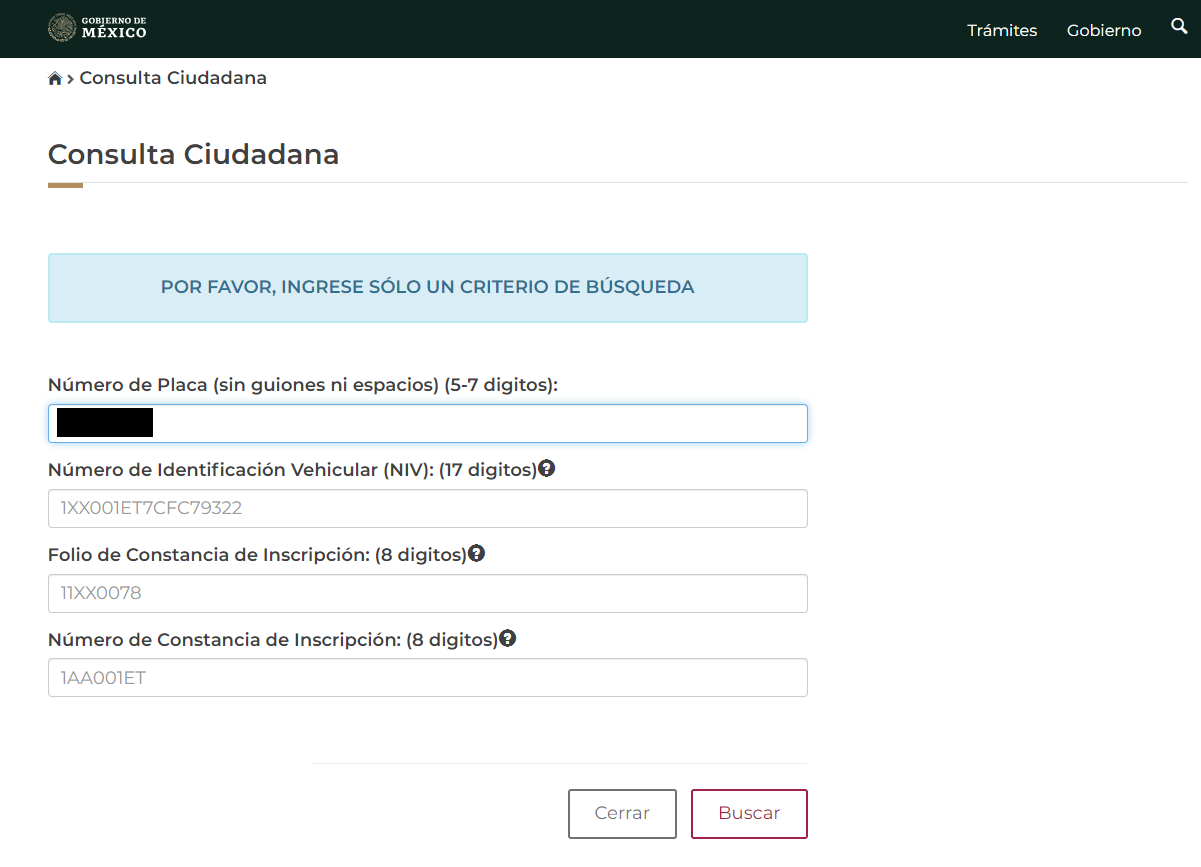 GOBIERNO DE
MÉXICO
Trámites
Gobierno
Consulta Ciudadana
Consulta Ciudadana
POR FAVOR, INGRESE SÓLO UN CRITERIO DE BÚSQUEDA
Número de Placa (sin guiones ni espacios) (5-7 digitos):
Número de Identificación Vehicular (NIV): (17 digitos)
1XX001ET7CFC79322
Folio de Constancia de Inscripción: (8 digitos)
11XX0078
Número de Constancia de Inscripción: (8 digitos)
1AA001ET
Cerrar
Buscar